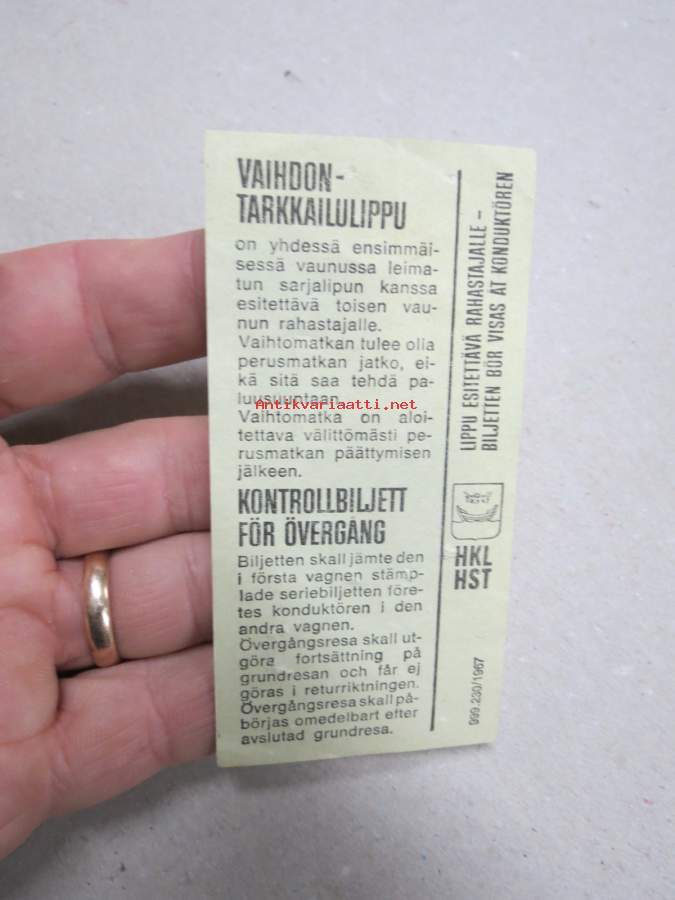 VAIHDON-
TARKKAILULIPPU
on yhdessä ensimmäi-
sessä vaunussa leima-
tun sarjalipun kanssa
esitettävä toisen vau-
nun rahastajalle.
Vaihtomatkan tulee olla
perusmatkan jatko, ei-
kä sitä saa tehdä pa-
luusuuntaan.
Antikvariaatti.net
Vaihtomatka on aloi-
tettava välittömästi pe-
rusmatkan päättymisen
jälkeen.
KONTROLLBILJETT
FÖR ÖVERGÅNG
Biljetten skall jämte den
i första vagnen stämp-
lade seriebiljetten före-
tes konduktören i den
andra vagnen.
Övergångsresa skall ut-
göra fortsättning på
grundresan och får ej
göras i returriktningen.
Övergångsresa skall på-
börjas omedelbart efter
avslutad grundresa.
LIPPU ESITETTÄVÄ RAHASTAJALLE -
BILJETTEN BÖR VISAS ÅT KONDUKTÖREN
HKL
HST
999.230/1967